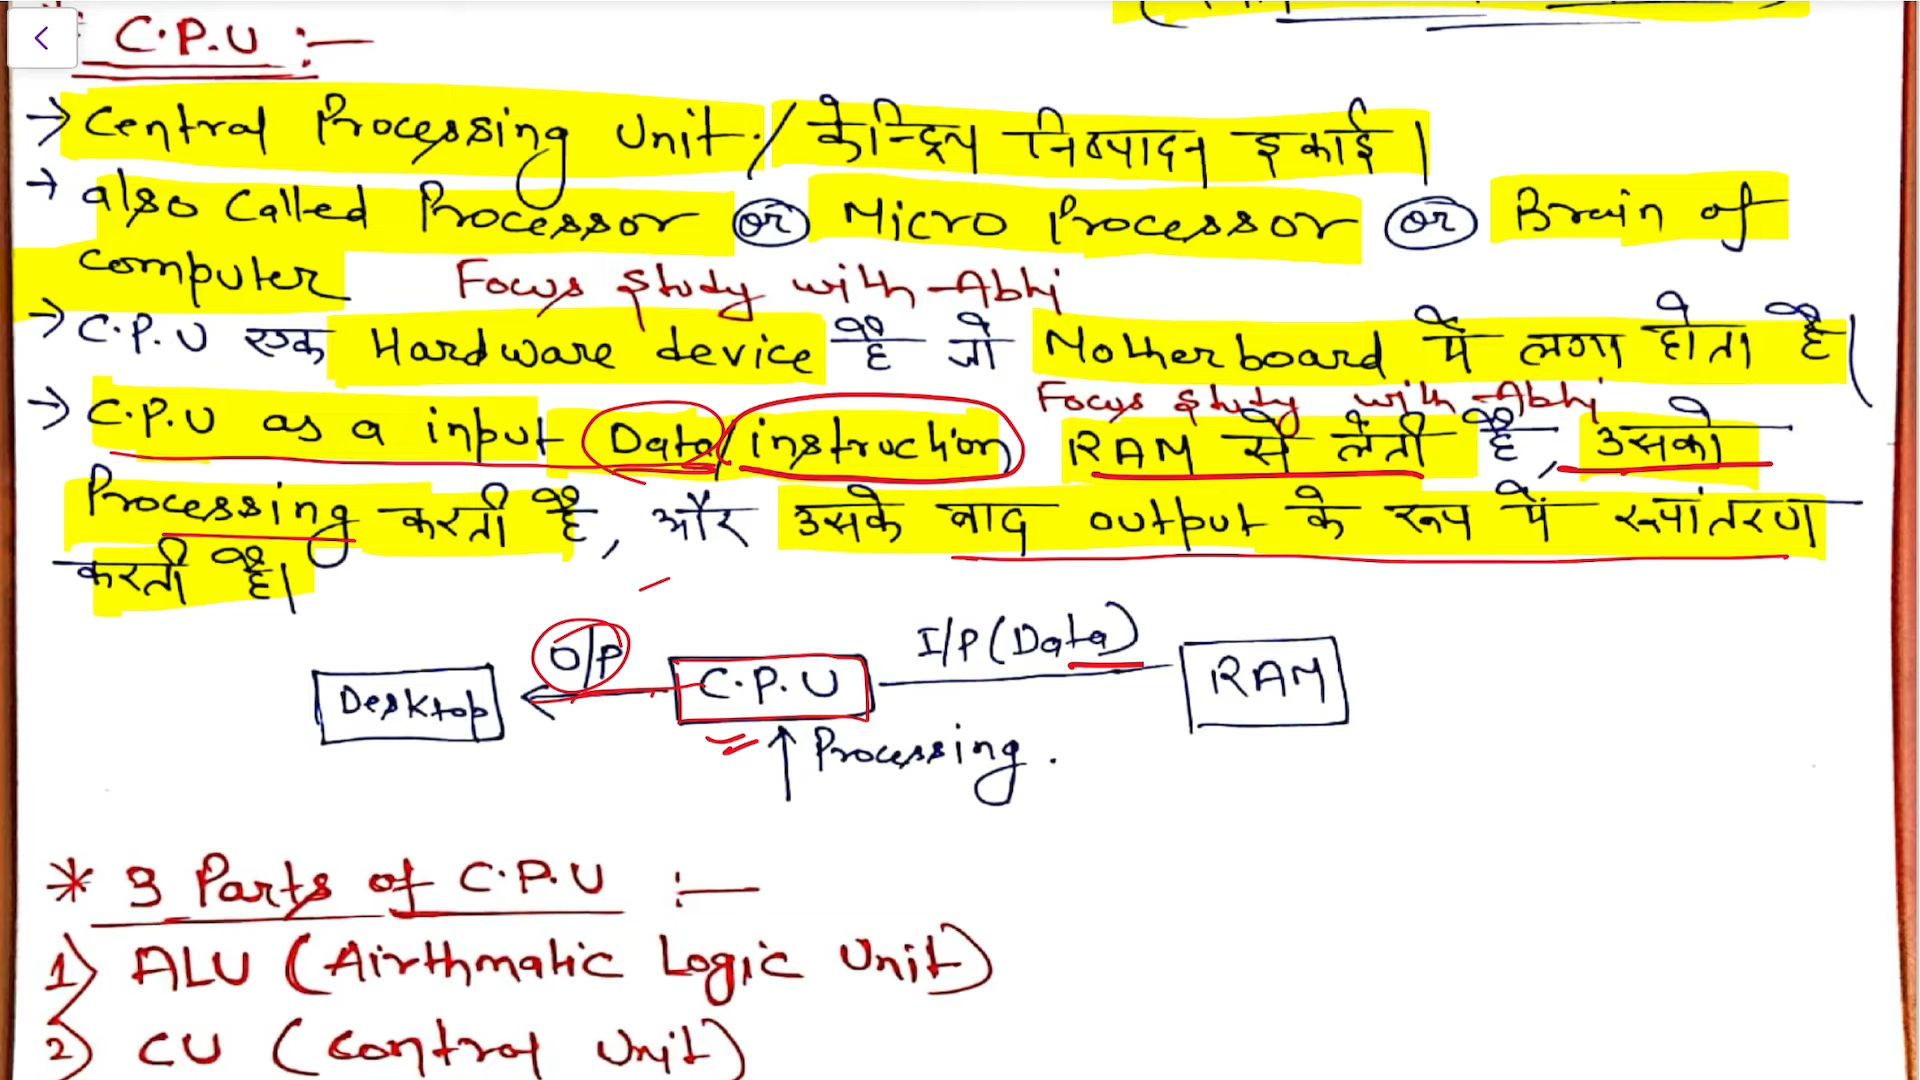 * C.P.U :-
→ Central Processing Unit. / केन्द्रिय निष्पादन इकाई।
→ also Called Processor or Micro Processor or Brain of
computer Focus study with -Abhi
→ C.P.U एक Hardware device है जो Motherboard में लगा होता है।
Focus study with -Abhi
→ C.P.U as a input Data/instruction RAM से लेती है, उसको
Processing करती है, और उसके बाद output के रूप में रूपांतरण
करती है।
Desktop O/P C.P.U I/P (Data) RAM
↑ Processing.
* 3 Parts of C.P.U :-
1) ALU (Airthmatic Logic Unit)
2) CU (Control Unit)